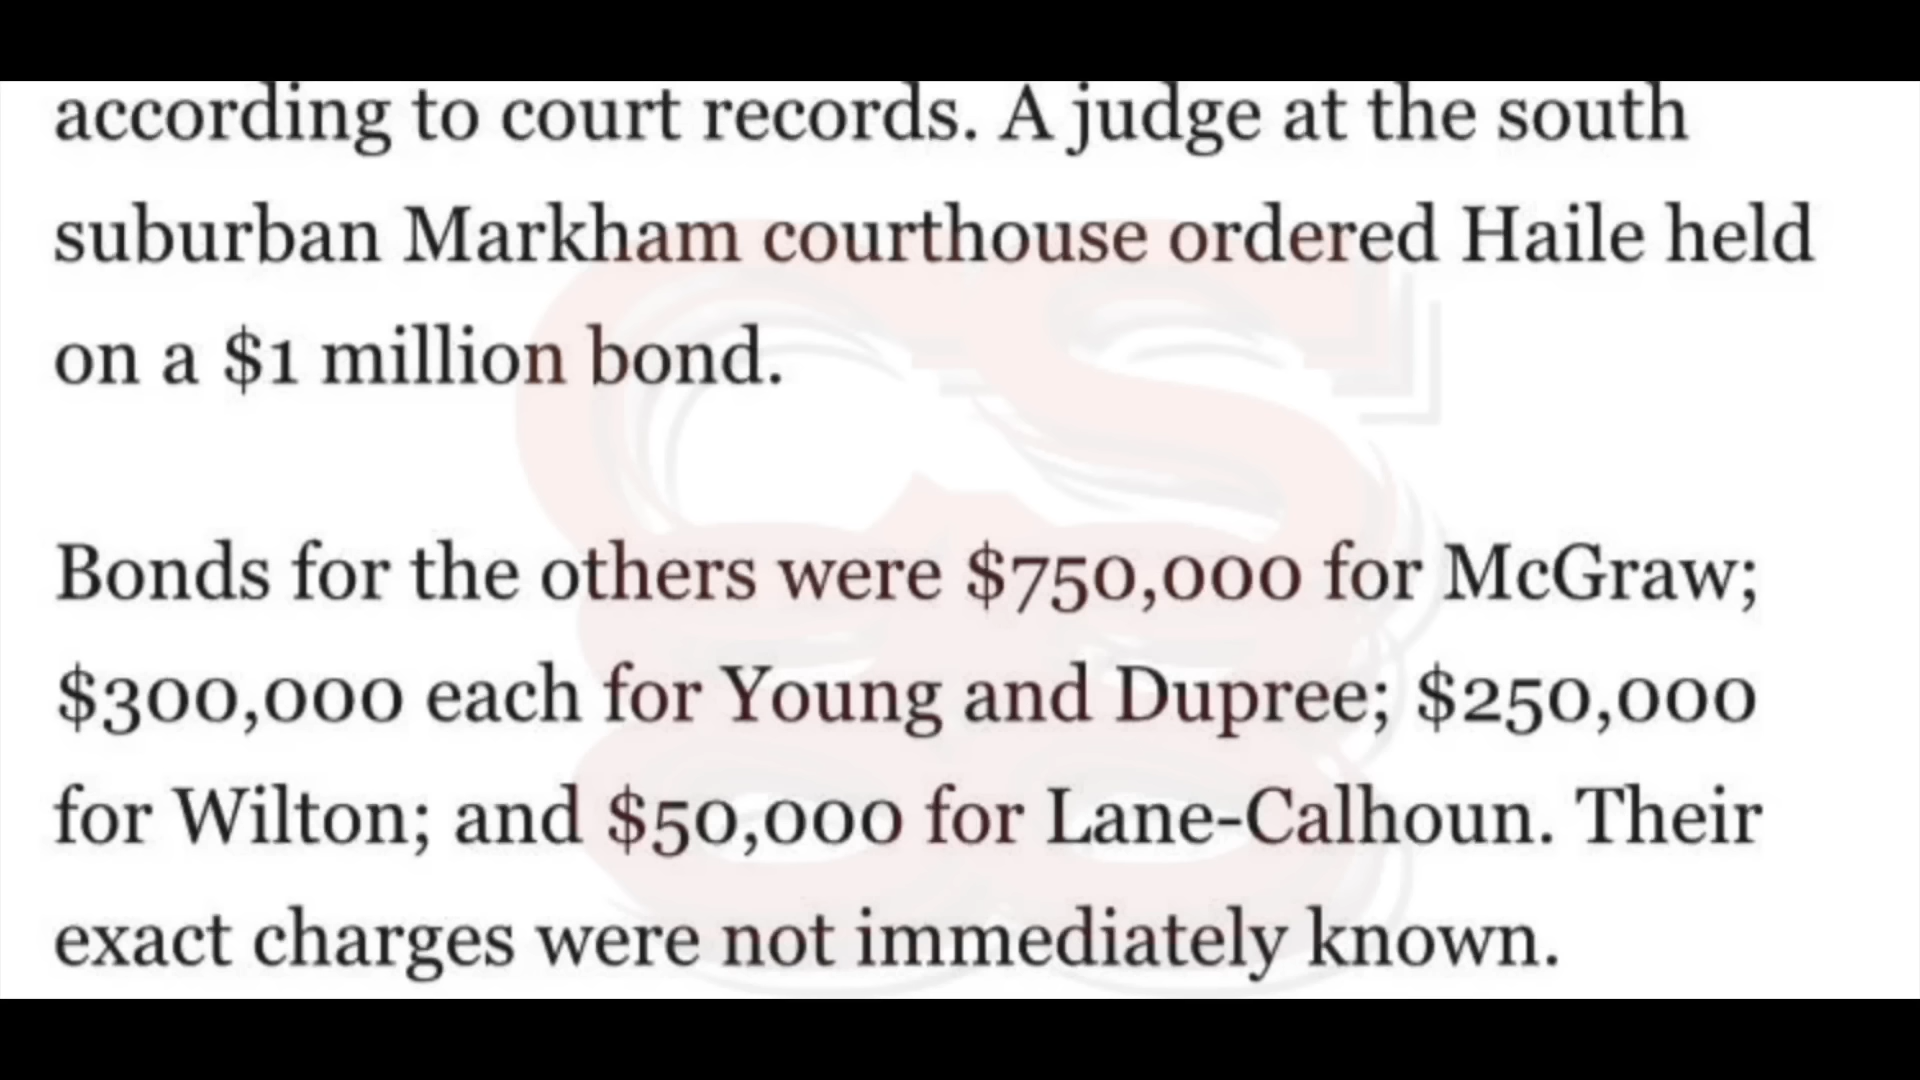 according to court records. A judge at the south
suburban Markham courthouse ordered Haile held
on a $1 million bond.
Bonds for the others were $750,000 for McGraw;
$300,000 each for Young and Dupree; $250,000
for Wilton; and $50,000 for Lane-Calhoun. Their
exact charges were not immediately known.